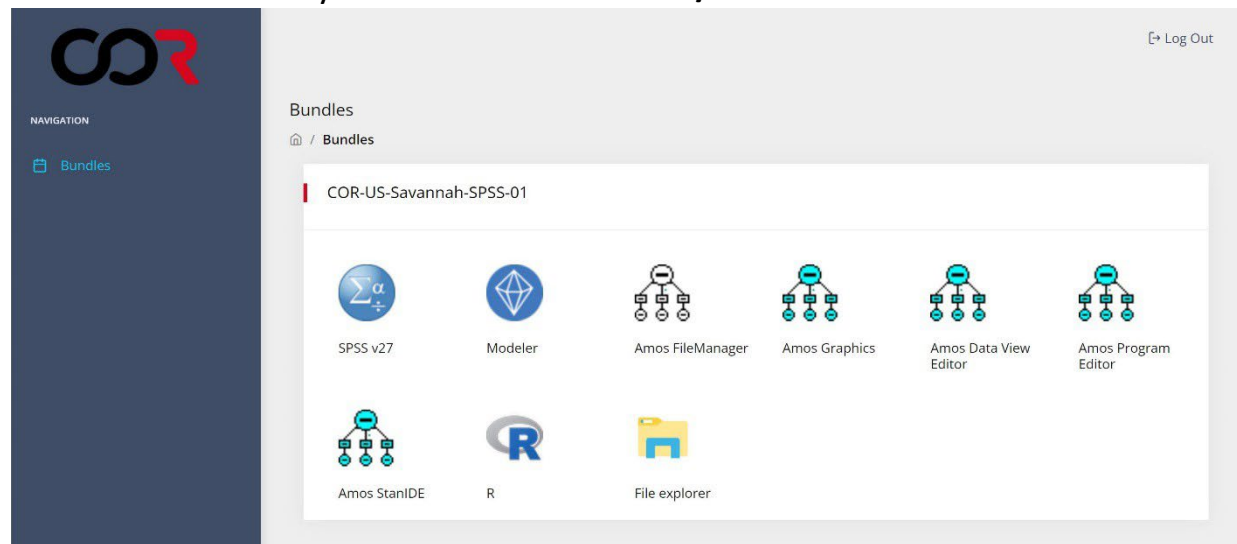 COR
Log Out
NAVIGATION
Bundles
Bundles
/ Bundles
COR-US-Savannah-SPSS-01
Σα
÷
SPSS v27
Modeler
Amos FileManager
Amos Graphics
Amos Data View
Editor
Amos Program
Editor
R
Amos StanIDE
R
File explorer